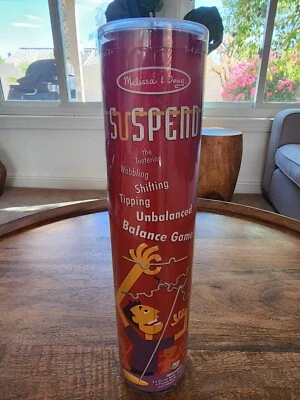 Melissa & Doug
SUSPEND
the
Teetering
Wobbling
Shifting
Tipping
Unbalanced
Balance Game